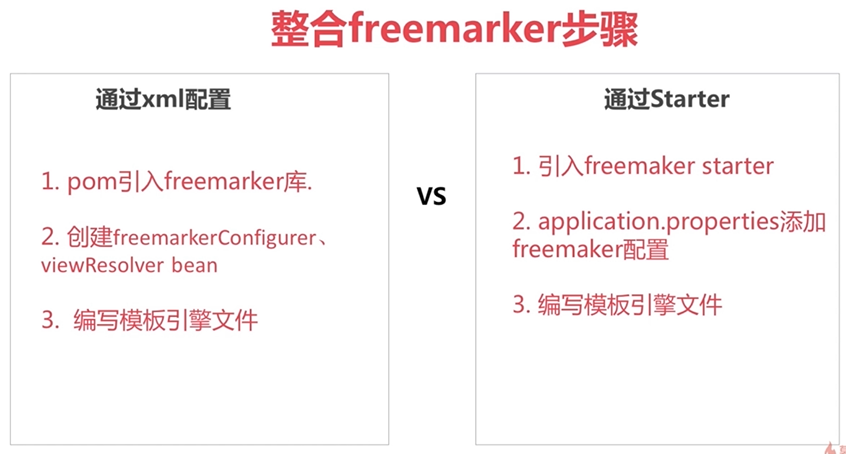 整合freemarker步骤
通过xml配置
1. pom引入freemarker库.
2. 创建freemarkerConfigurer、
viewResolver bean
3. 编写模板引擎文件
VS
通过Starter
1. 引入freemaker starter
2. application.properties添加
freemaker配置
3. 编写模板引擎文件